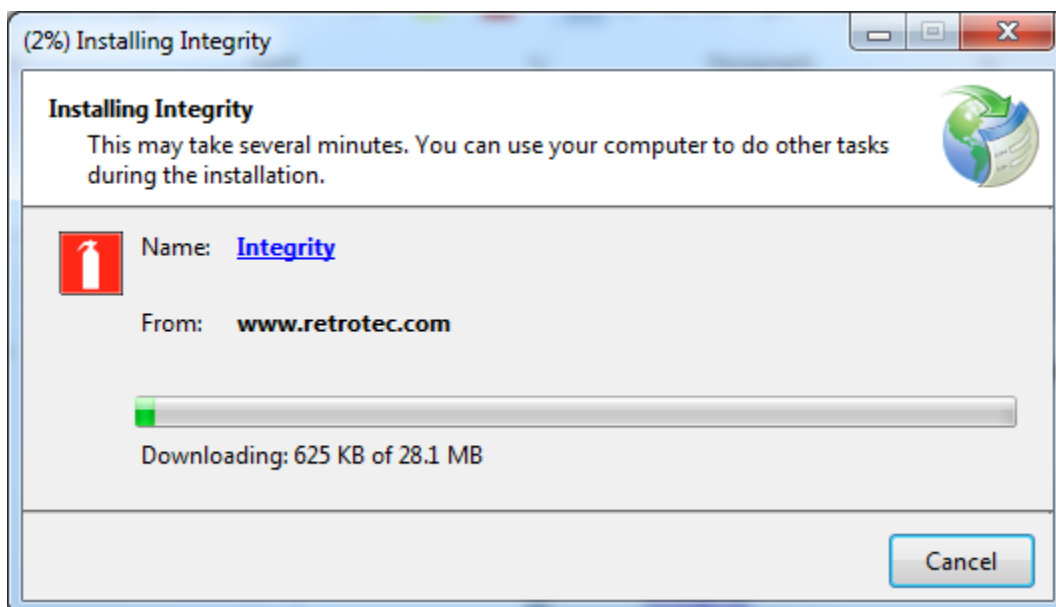 (2%) Installing Integrity
Installing Integrity
This may take several minutes. You can use your computer to do other tasks
during the installation.
Name: Integrity
From: www.retrotec.com
Downloading: 625 KB of 28.1 MB
Cancel